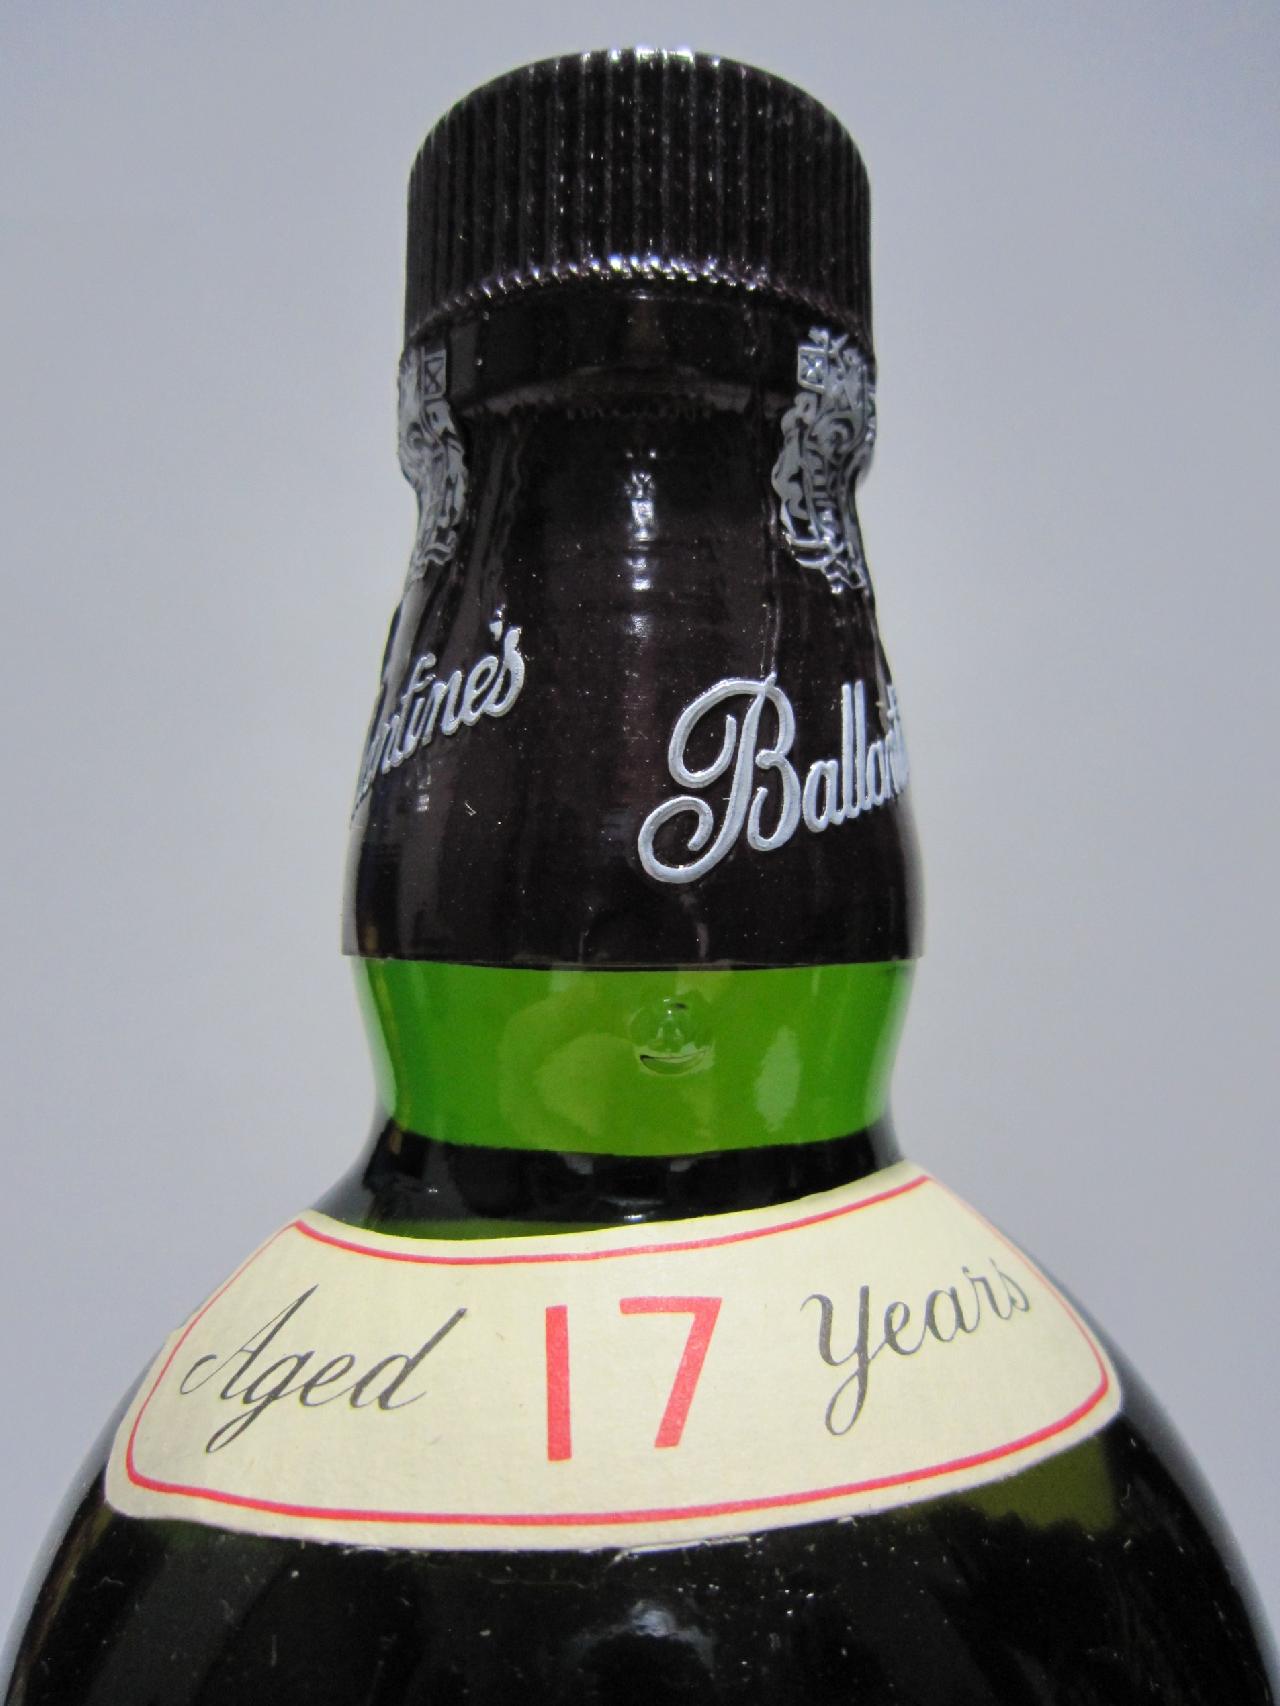 Ballantine's
Aged 17 Years